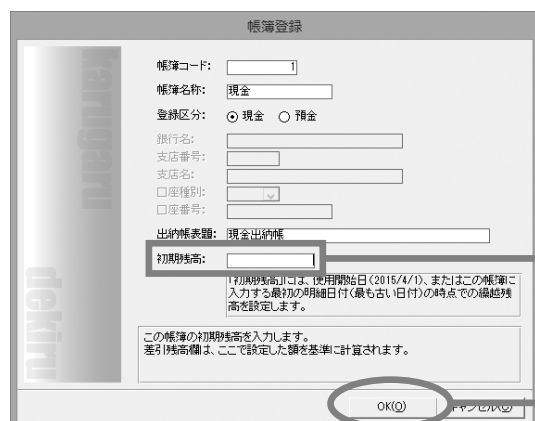 帳簿登録
帳簿コード: 1
帳簿名称: 現金
登録区分: 現金 預金
銀行名:
支店番号:
支店名:
口座種別:
口座番号:
出納帳表題: 現金出納帳
初期残高:
「初期残高」には、使用開始日(2015/4/1)、またはこの帳簿に
入力する最初の明細日付(最も古い日付)の時点での繰越残
高を設定します。
この帳簿の初期残高を入力します。
差引残高欄は、ここで設定した額を基準に計算されます。
OK(O) キャンセル(C)
karugaru
dekiru